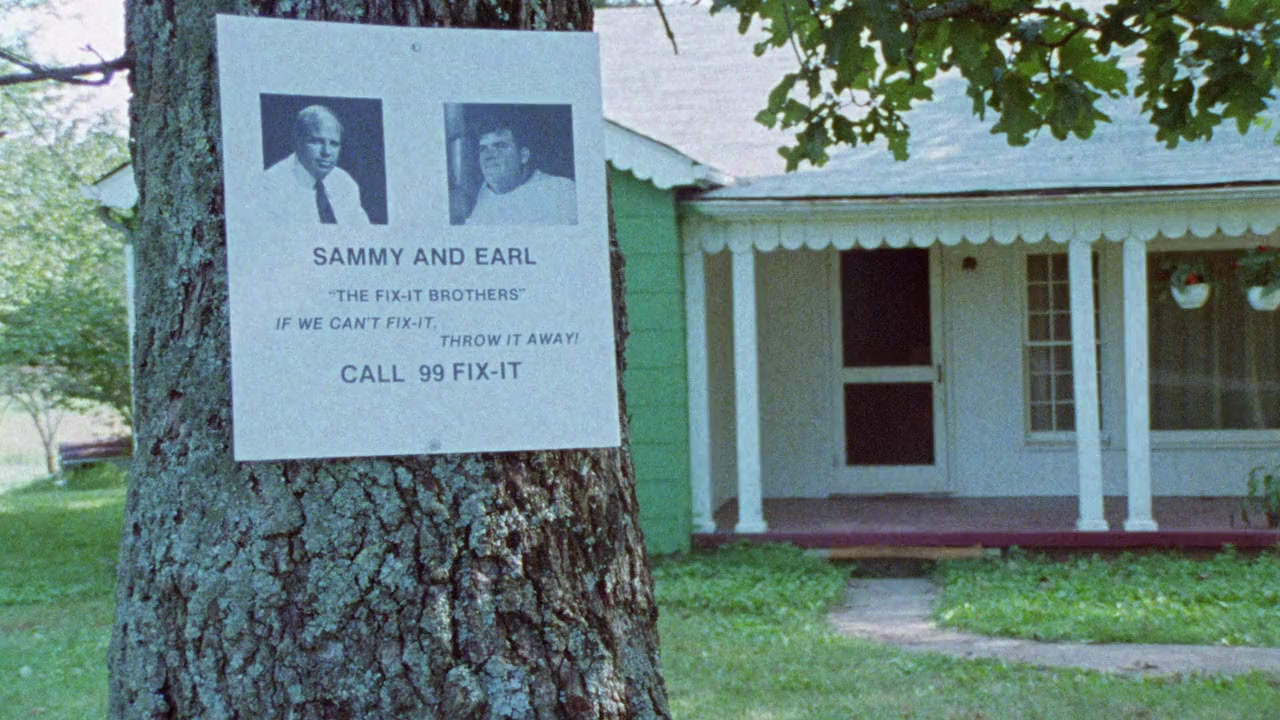 SAMMY AND EARL
"THE FIX-IT BROTHERS"
IF WE CAN'T FIX-IT,
THROW IT AWAY!
CALL 99 FIX-IT